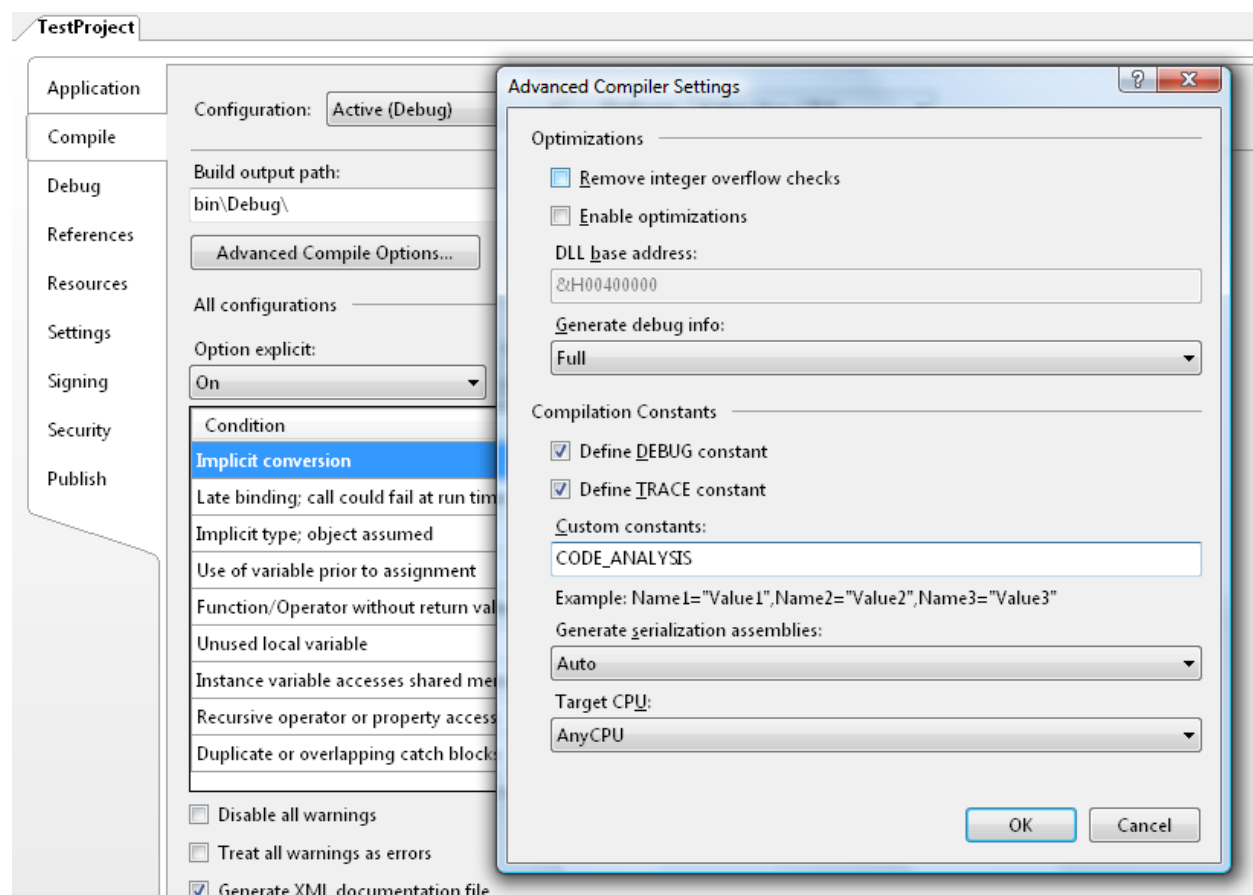 TestProject
Application
Compile
Debug
References
Resources
Settings
Signing
Security
Publish
Configuration: Active (Debug)
Build output path:
bin\Debug\
Advanced Compile Options...
All configurations
Option explicit:
On
Condition
Implicit conversion
Late binding; call could fail at run tim
Implicit type; object assumed
Use of variable prior to assignment
Function/Operator without return val
Unused local variable
Instance variable accesses shared me
Recursive operator or property access
Duplicate or overlapping catch blocks
Disable all warnings
Treat all warnings as errors
Generate XML documentation file
Advanced Compiler Settings
Optimizations
Remove integer overflow checks
Enable optimizations
DLL base address:
&H00400000
Generate debug info:
Full
Compilation Constants
Define DEBUG constant
Define TRACE constant
Custom constants:
CODE_ANALYSIS
Example: Name1="Value1",Name2="Value2",Name3="Value3"
Generate serialization assemblies:
Auto
Target CPU:
AnyCPU
OK
Cancel